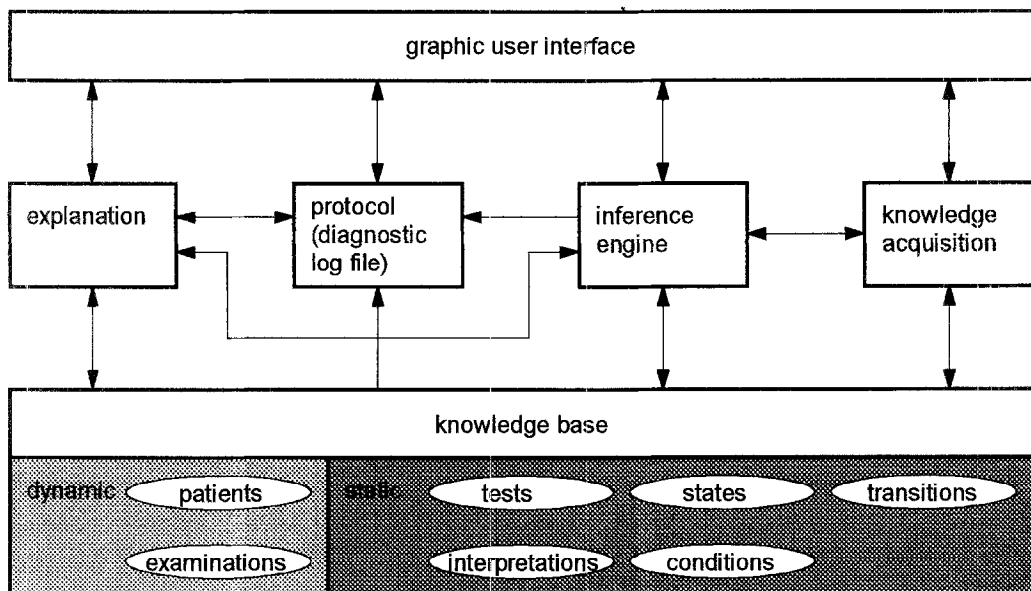 graphic user interface
explanation
protocol
(diagnostic
log file)
inference
engine
knowledge
acquisition
knowledge base
dynamic
patients
static
tests
states
transitions
examinations
interpretations
conditions